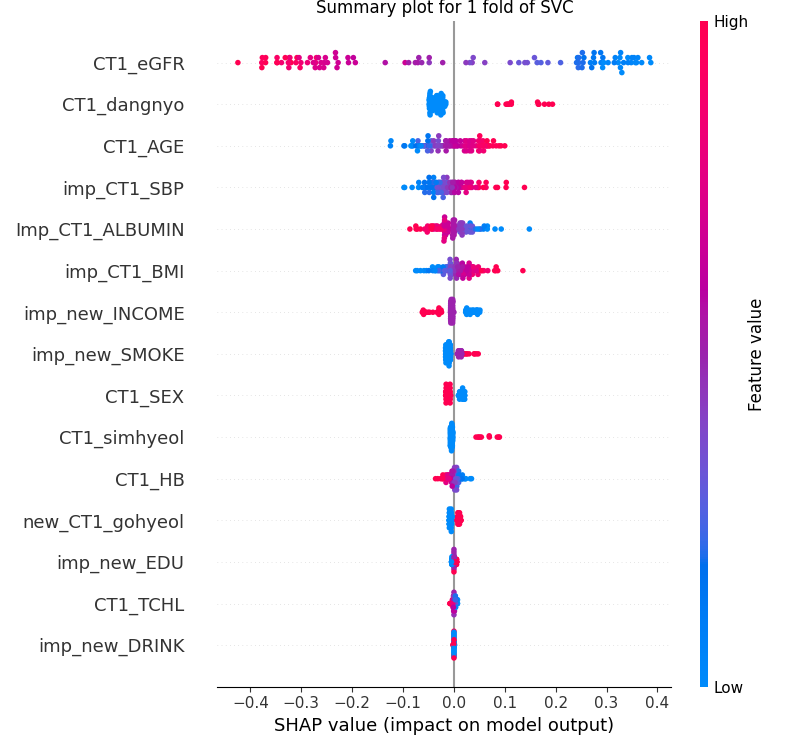 Summary plot for 1 fold of SVC
High
CT1_eGFR
CT1_dangnyo
CT1_AGE
imp_CT1_SBP
Imp_CT1_ALBUMIN
imp_CT1_BMI
imp_new_INCOME
imp_new_SMOKE
CT1_SEX
CT1_simhyeol
CT1_HB
new_CT1_gohyeol
imp_new_EDU
CT1_TCHL
imp_new_DRINK
Feature value
Low
−0.4 −0.3 −0.2 −0.1 0.0 0.1 0.2 0.3 0.4
SHAP value (impact on model output)